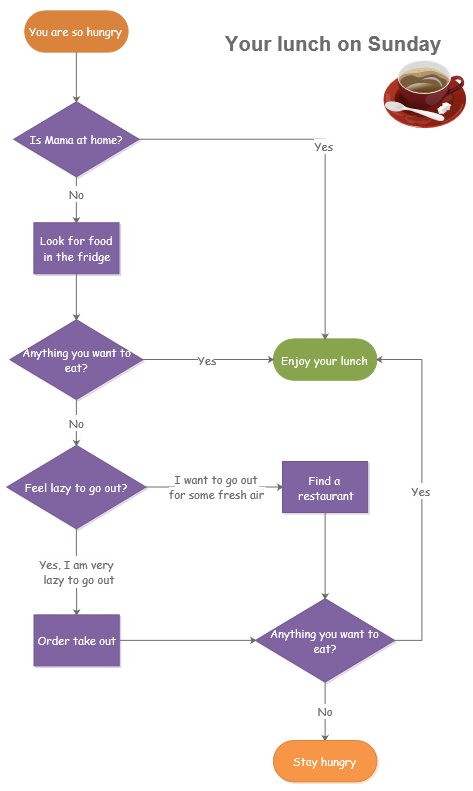 Your lunch on Sunday
You are so hungry
Is Mama at home?
Yes
No
Look for food
in the fridge
Anything you want to
eat?
Yes
Enjoy your lunch
No
Feel lazy to go out?
I want to go out
for some fresh air
Find a
restaurant
Yes
Yes, I am very
lazy to go out
Order take out
Anything you want to
eat?
No
Stay hungry